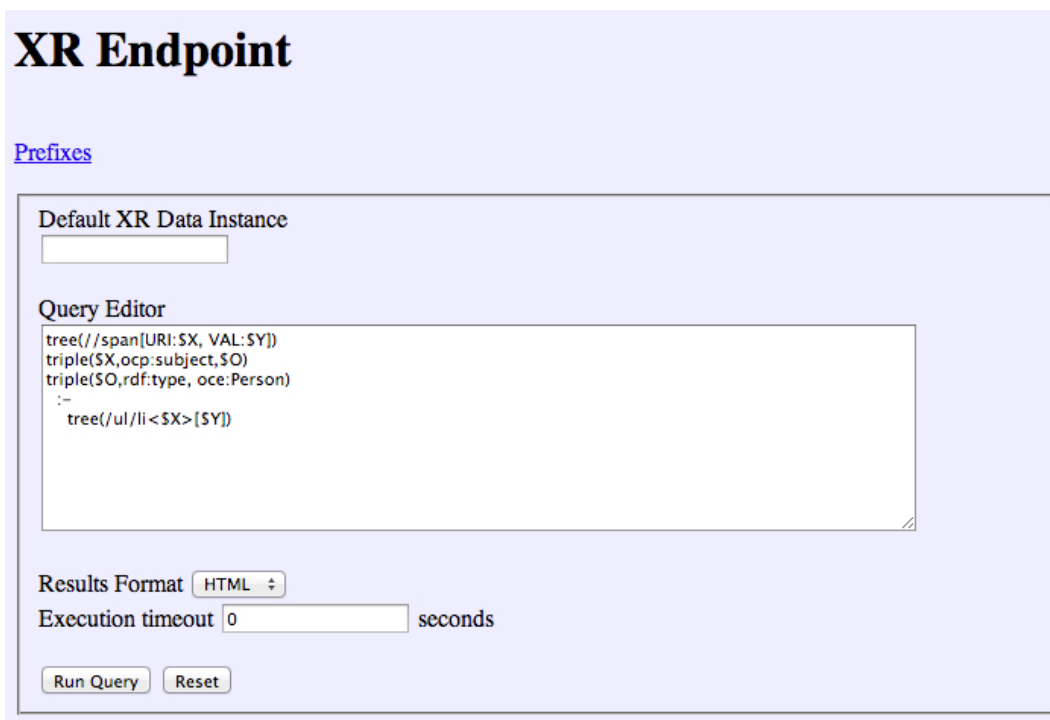 XR Endpoint
Prefixes
Default XR Data Instance
Query Editor
tree(//span[URI:$X, VAL:$Y])
triple($X,ocp:subject,$O)
triple($O,rdf:type, oce:Person)
:-
tree(/ul/li<$X>[$Y])
Results Format HTML
Execution timeout 0 seconds
Run Query Reset